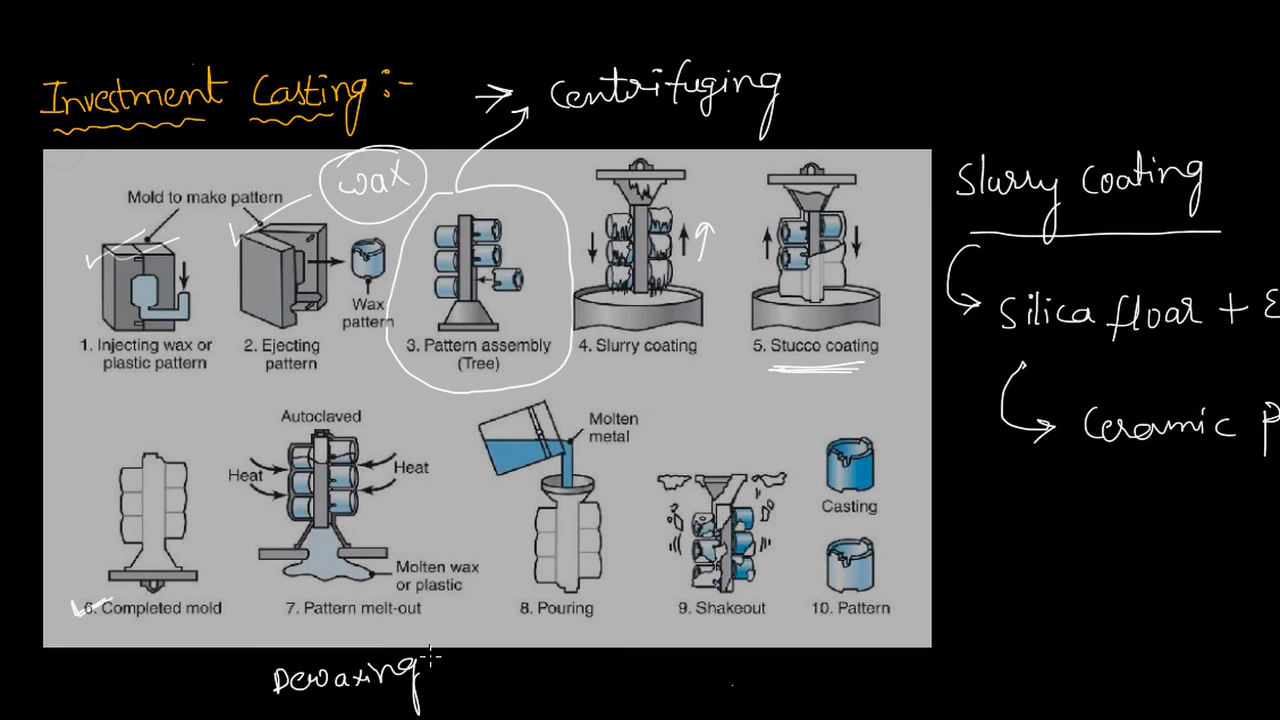 Investment Casting :-
→ Centrifuging
wax
Mold to make pattern
Wax
pattern
1. Injecting wax or
plastic pattern
2. Ejecting
pattern
3. Pattern assembly
(Tree)
4. Slurry coating
5. Stucco coating
Slurry coating
Silica floar + E
Ceramic P
Autoclaved
Heat
Heat
Molten wax
or plastic
Molten
metal
Casting
6. Completed mold
7. Pattern melt-out
8. Pouring
9. Shakeout
10. Pattern
Dewaxing